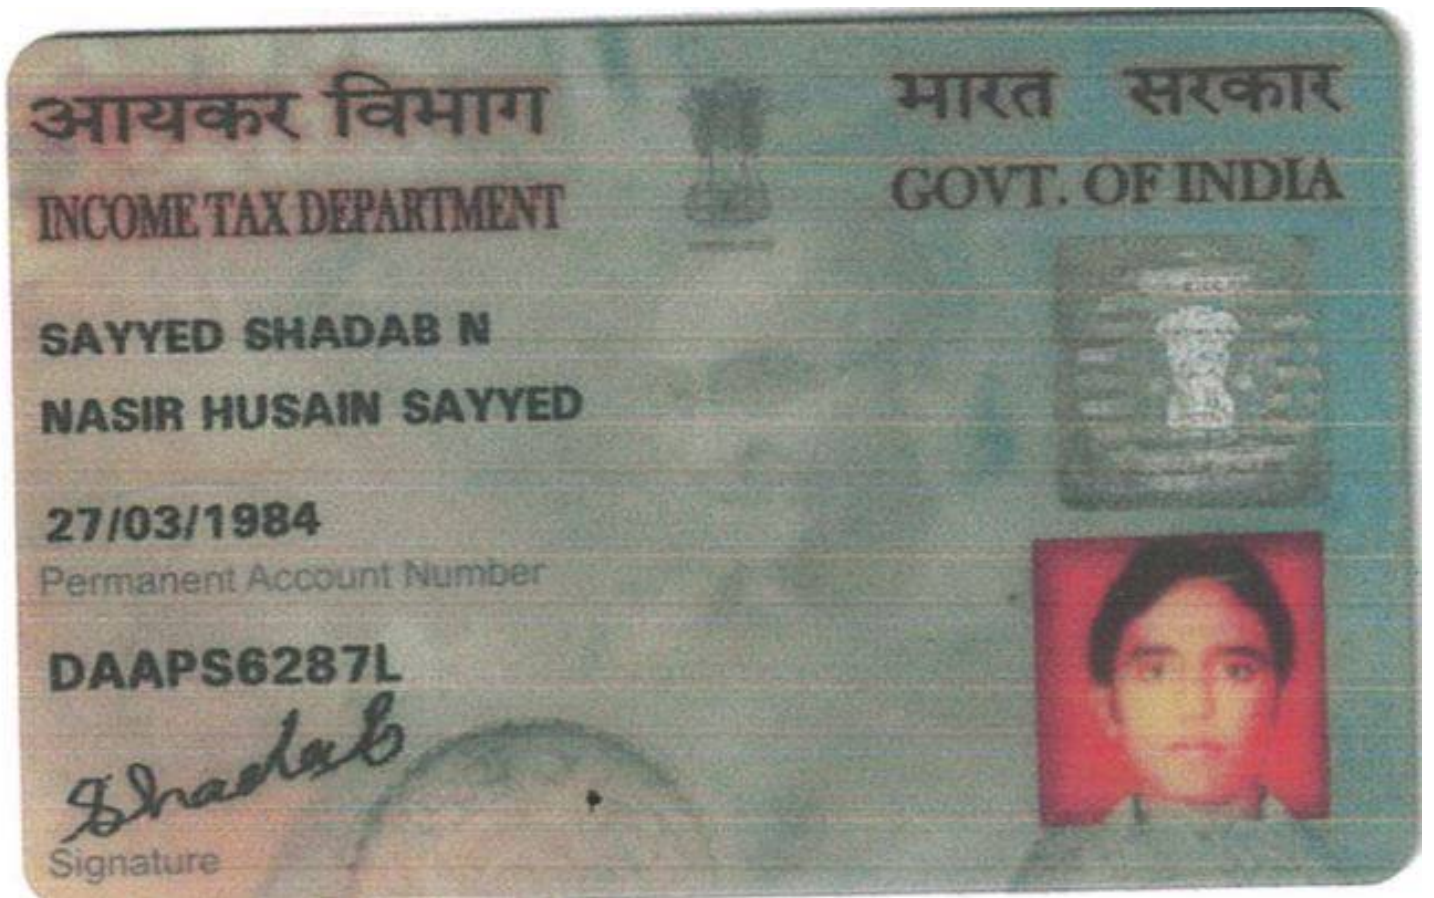 आयकर विभाग
INCOME TAX DEPARTMENT
भारत सरकार
GOVT. OF INDIA
SAYYED SHADAB N
NASIR HUSAIN SAYYED
27/03/1984
Permanent Account Number
DAAPS6287L
Shadab
Signature